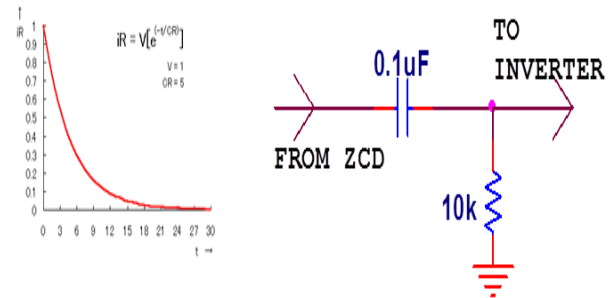 ↑
iR
1
0.9
0.8
0.7
0.6
0.5
0.4
0.3
0.2
0.1
0
iR = V[e^(-t/CR)]
V = 1
CR = 5
0 3 6 9 12 15 18 21 24 27 30
t →
0.1uF
TO
INVERTER
FROM ZCD
10k